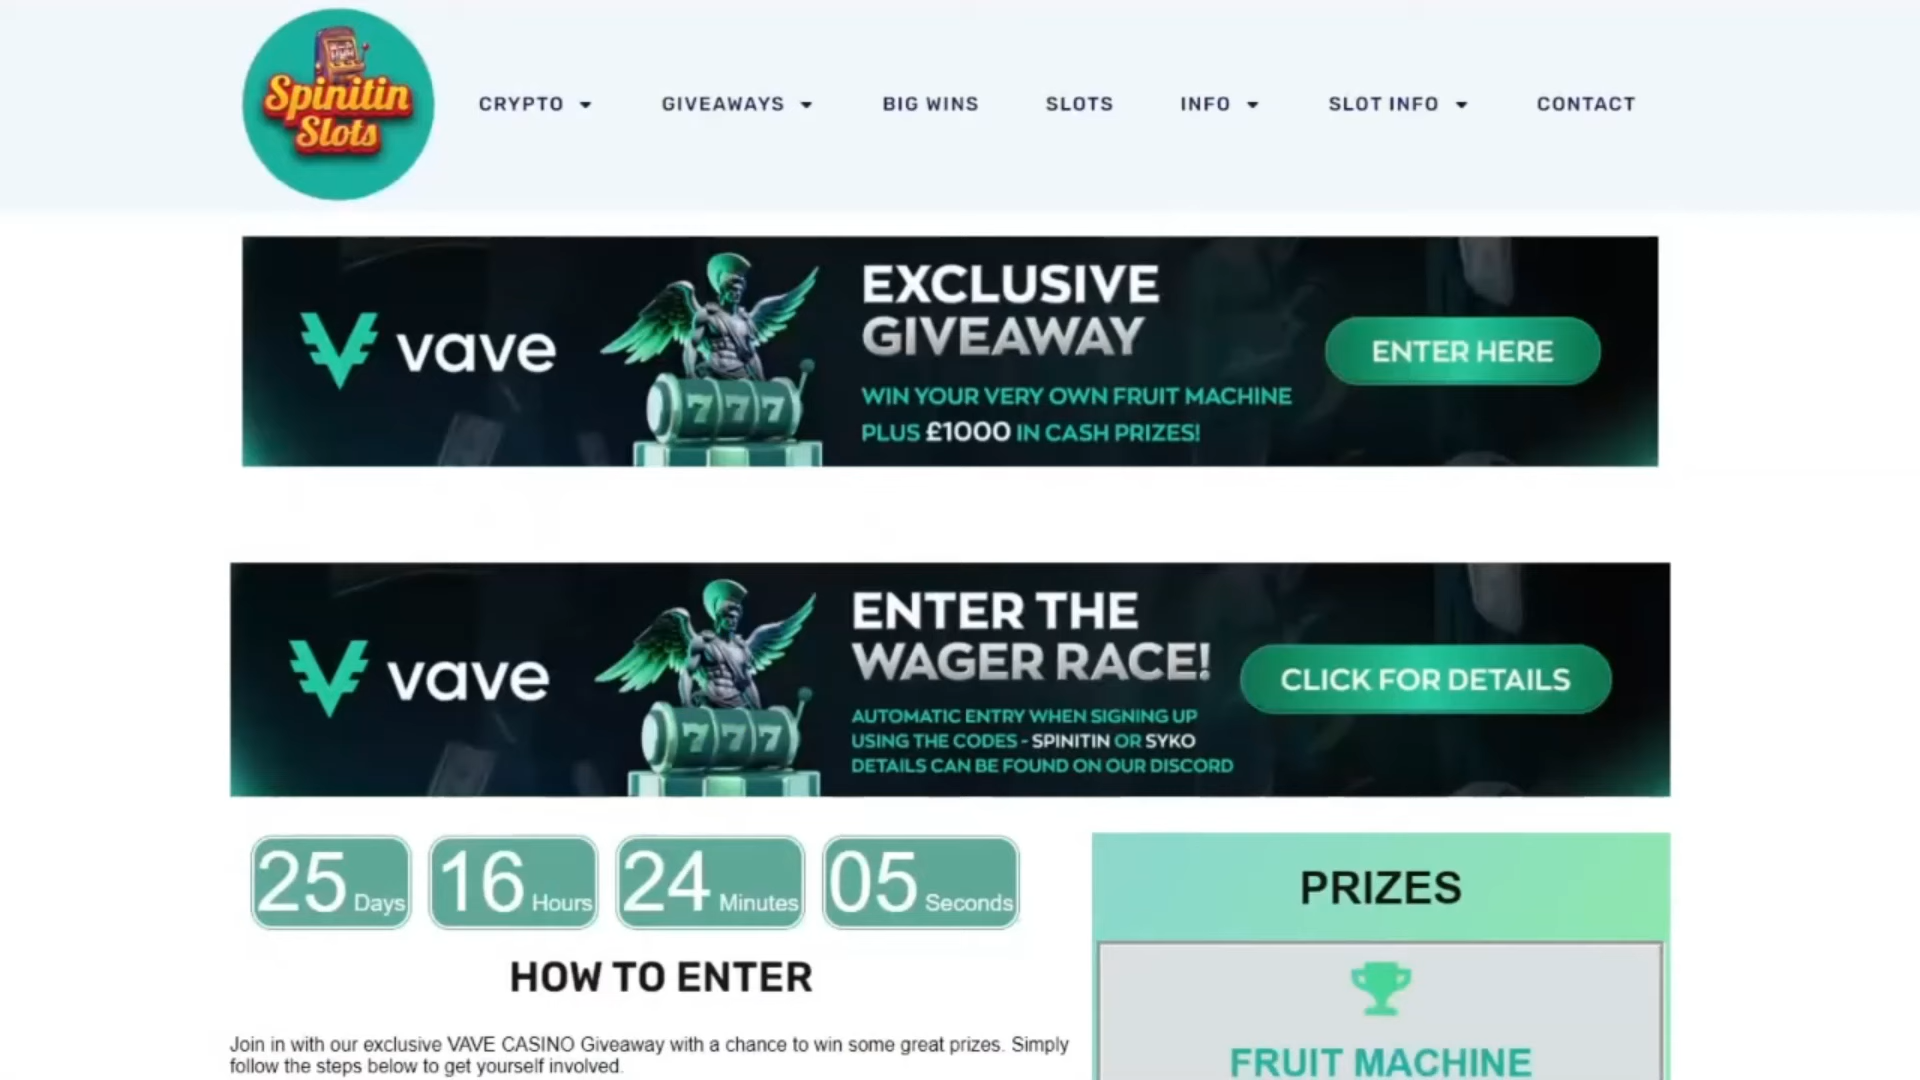 Spinitin
Slots
CRYPTO
GIVEAWAYS
BIG WINS
SLOTS
INFO
SLOT INFO
CONTACT
vave
EXCLUSIVE
GIVEAWAY
WIN YOUR VERY OWN FRUIT MACHINE
PLUS £1000 IN CASH PRIZES!
ENTER HERE
777
vave
ENTER THE
WAGER RACE!
AUTOMATIC ENTRY WHEN SIGNING UP
USING THE CODES - SPINITIN OR SYKO
DETAILS CAN BE FOUND ON OUR DISCORD
CLICK FOR DETAILS
777
25 Days 16 Hours 24 Minutes 05 Seconds
HOW TO ENTER
Join in with our exclusive VAVE CASINO Giveaway with a chance to win some great prizes. Simply
follow the steps below to get yourself involved.
PRIZES
FRUIT MACHINE